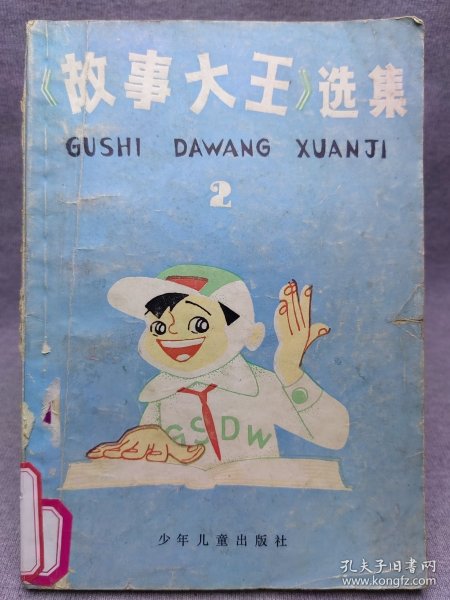 《故事大王》选集
GUSHI DAWANG XUANJI
2
GSDW
少年儿童出版社
孔夫子旧书网
www.kongfz.com